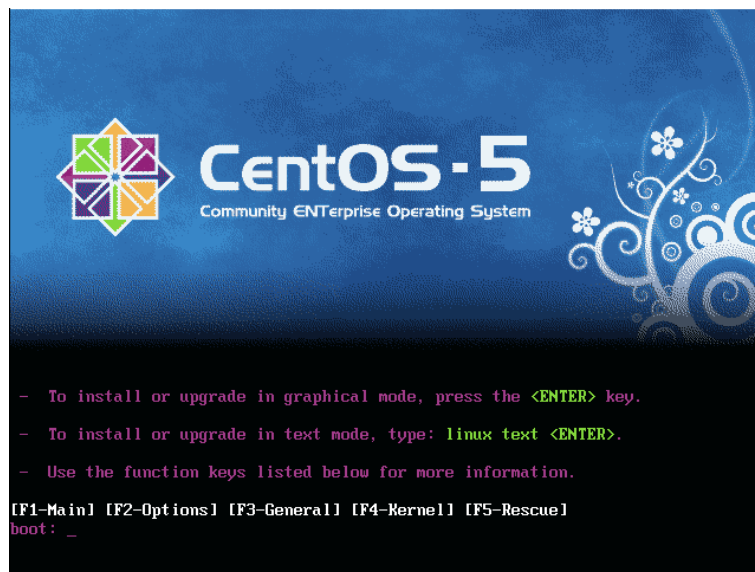 CentOS-5
Community ENTerprise Operating System
- To install or upgrade in graphical mode, press the <ENTER> key.
- To install or upgrade in text mode, type: linux text <ENTER>.
- Use the function keys listed below for more information.
[F1-Main] [F2-Options] [F3-General] [F4-Kernel] [F5-Rescue]
boot: _